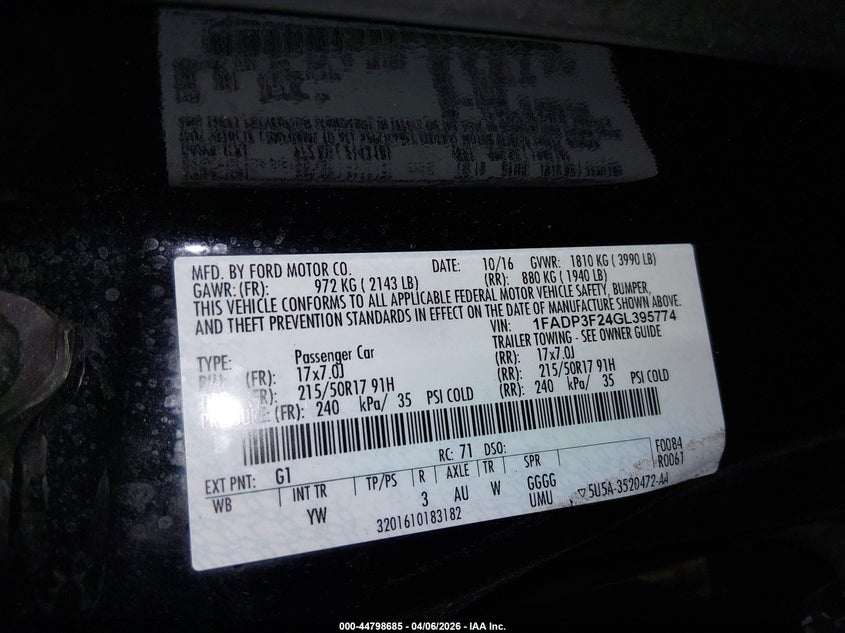 MFD. BY FORD MOTOR CO. DATE: 10/16 GVWR: 1810 KG ( 3990 LB)
GAWR: (FR): 972 KG ( 2143 LB) (RR): 880 KG ( 1940 LB)
THIS VEHICLE CONFORMS TO ALL APPLICABLE FEDERAL MOTOR VEHICLE SAFETY, BUMPER,
AND THEFT PREVENTION STANDARDS IN EFFECT ON THE DATE OF MANUFACTURE SHOWN ABOVE.
VIN: 1FADP3F24GL395774
TRAILER TOWING - SEE OWNER GUIDE
TYPE: Passenger Car
(FR): 17x7.0J (RR): 17x7.0J
(FR): 215/50R17 91H (RR): 215/50R17 91H
(FR): 240 kPa/ 35 PSI COLD (RR): 240 kPa/ 35 PSI COLD
RC: 71 DSO:
EXT PNT: G1 F0084
WB INT TR TP/PS R AXLE TR SPR R0061
YW 3 AU W GGGG
UMU
3201610183182 ▽5U5A-3520472-AA
000-44798685 - 04/06/2026 - IAA Inc.